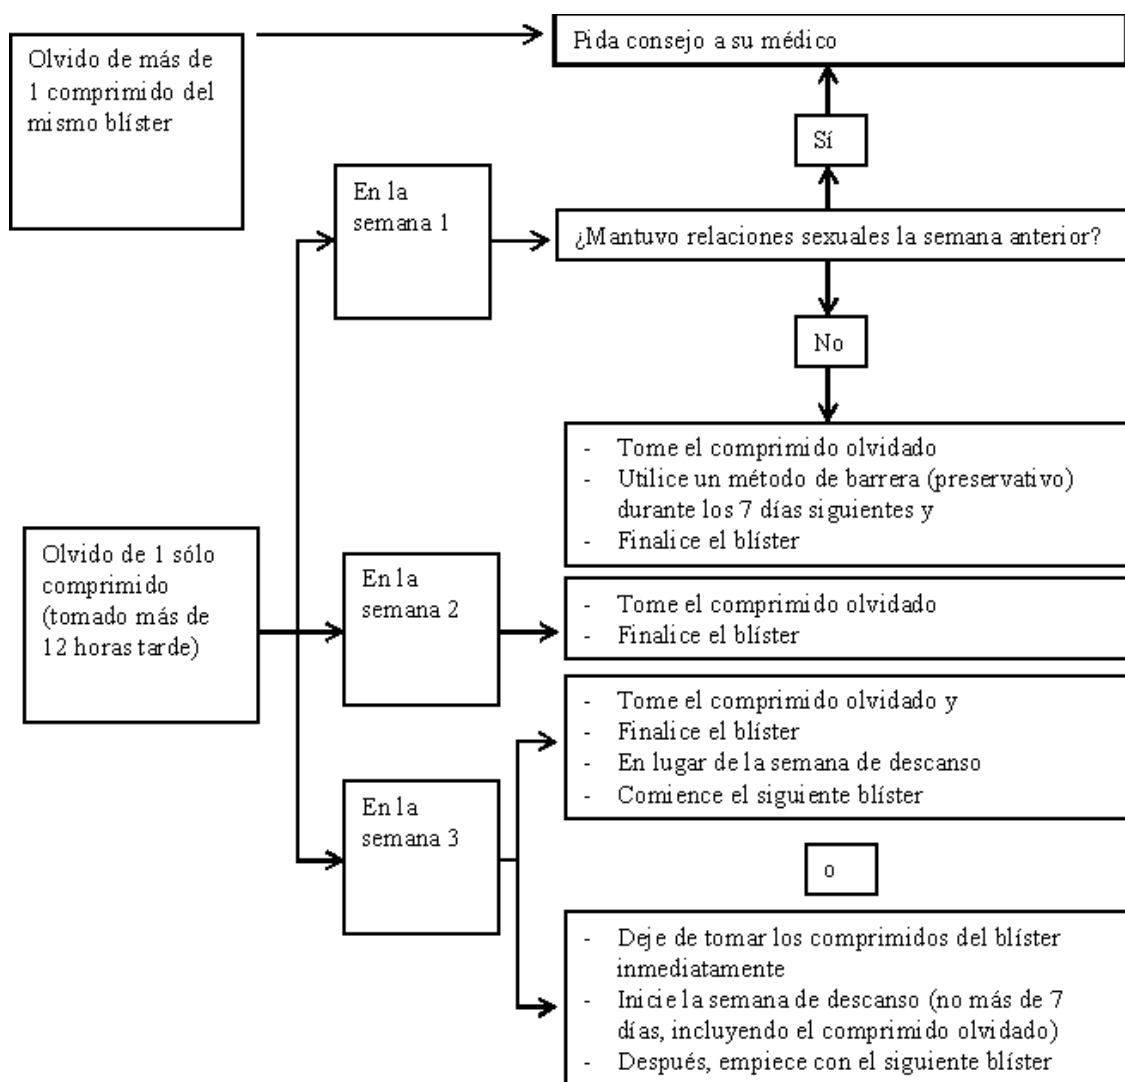 Olvido de más de
1 comprimido del
mismo blíster
Pida consejo a su médico
Sí
En la
semana 1
¿Mantuvo relaciones sexuales la semana anterior?
No
- Tome el comprimido olvidado
- Utilice un método de barrera (preservativo)
durante los 7 días siguientes y
- Finalice el blíster
Olvido de 1 sólo
comprimido
(tomado más de
12 horas tarde)
En la
semana 2
- Tome el comprimido olvidado
- Finalice el blíster
En la
semana 3
- Tome el comprimido olvidado y
- Finalice el blíster
- En lugar de la semana de descanso
- Comience el siguiente blíster
o
- Deje de tomar los comprimidos del blíster
inmediatamente
- Inicie la semana de descanso (no más de 7
días, incluyendo el comprimido olvidado)
- Después, empiece con el siguiente blíster